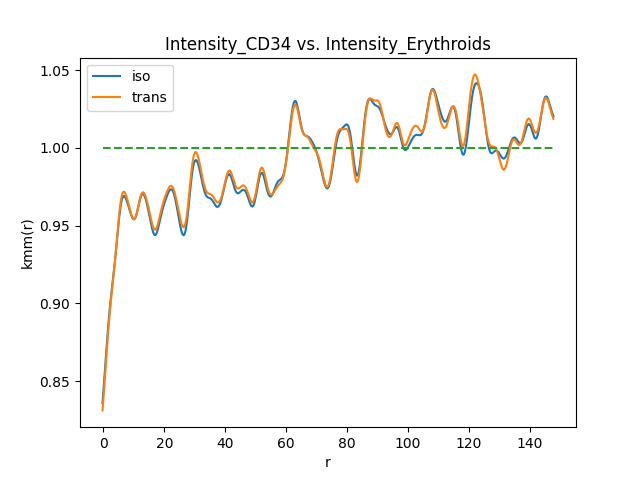 Intensity_CD34 vs. Intensity_Erythroids
iso
trans
1.05
1.00
0.95
0.90
0.85
kmm(r)
0 20 40 60 80 100 120 140
r